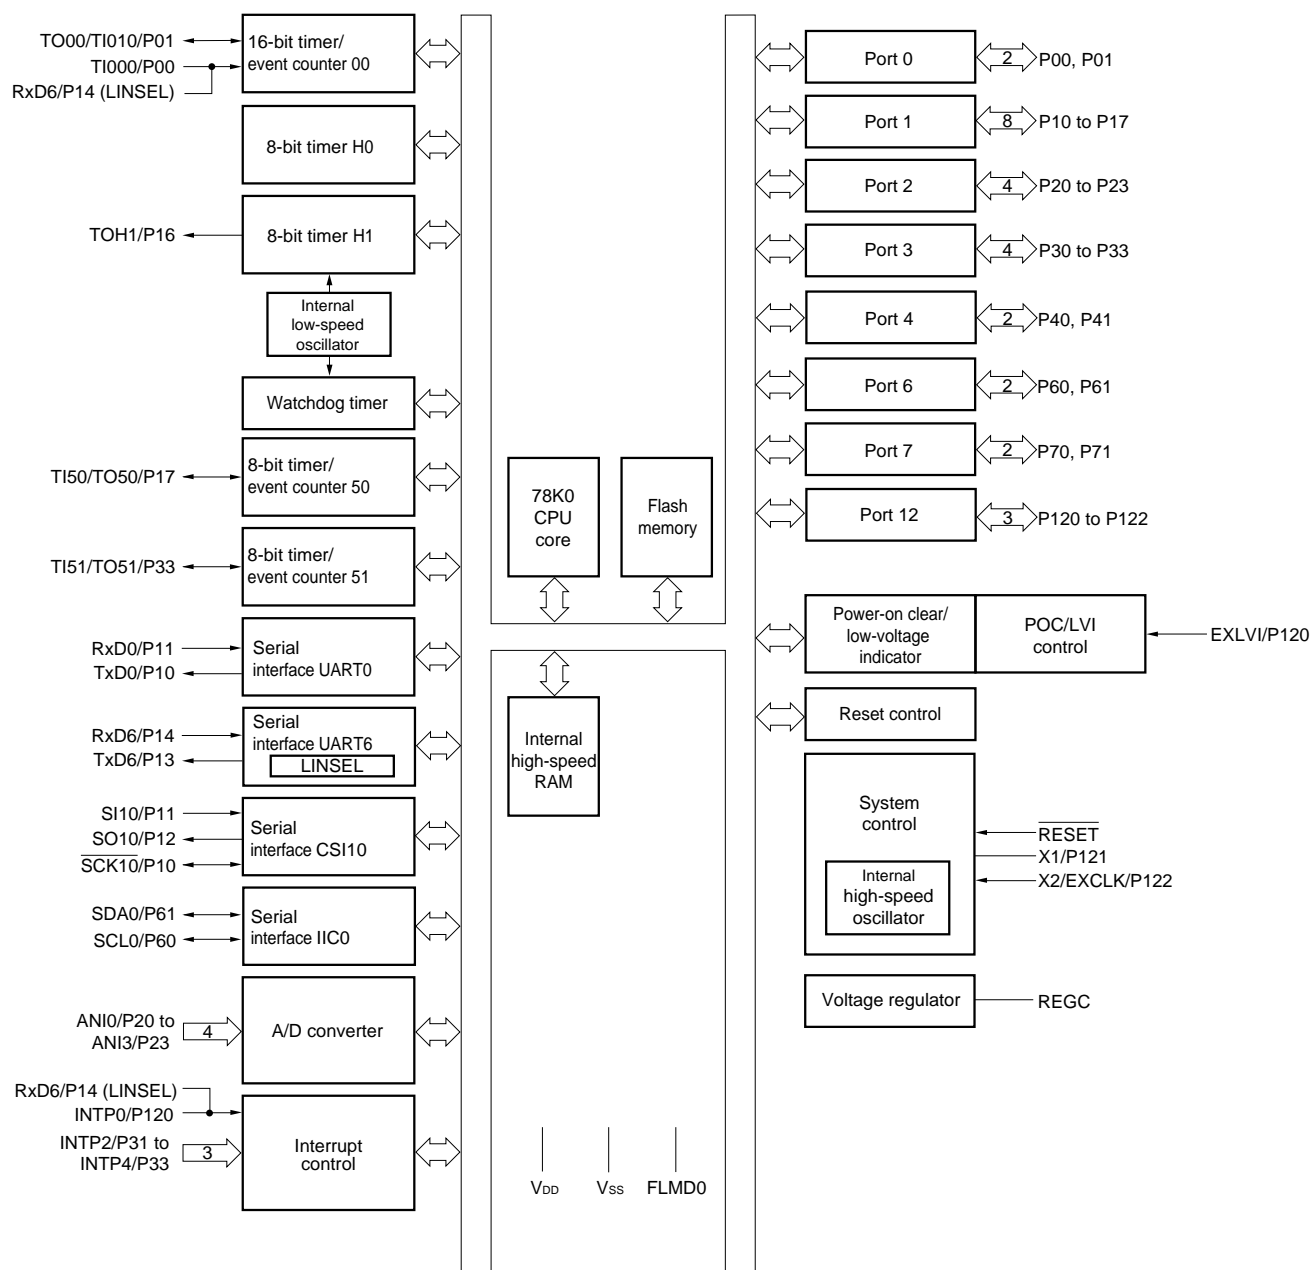 TO00/TI010/P01
TI000/P00
RxD6/P14 (LINSEL)
16-bit timer/
event counter 00
8-bit timer H0
TOH1/P16
8-bit timer H1
Internal
low-speed
oscillator
Watchdog timer
TI50/TO50/P17
8-bit timer/
event counter 50
TI51/TO51/P33
8-bit timer/
event counter 51
RxD0/P11
TxD0/P10
Serial
interface UART0
RxD6/P14
TxD6/P13
Serial
interface UART6
LINSEL
SI10/P11
SO10/P12
SCK10/P10
Serial
interface CSI10
SDA0/P61
SCL0/P60
Serial
interface IIC0
ANI0/P20 to
ANI3/P23
4
A/D converter
RxD6/P14 (LINSEL)
INTP0/P120
INTP2/P31 to
INTP4/P33
3
Interrupt
control
78K0
CPU
core
Flash
memory
Internal
high-speed
RAM
VDD
VSS
FLMD0
Port 0
2
P00, P01
Port 1
8
P10 to P17
Port 2
4
P20 to P23
Port 3
4
P30 to P33
Port 4
2
P40, P41
Port 6
2
P60, P61
Port 7
2
P70, P71
Port 12
3
P120 to P122
Power-on clear/
low-voltage
indicator
POC/LVI
control
EXLVI/P120
Reset control
System
control
Internal
high-speed
oscillator
RESET
X1/P121
X2/EXCLK/P122
Voltage regulator
REGC